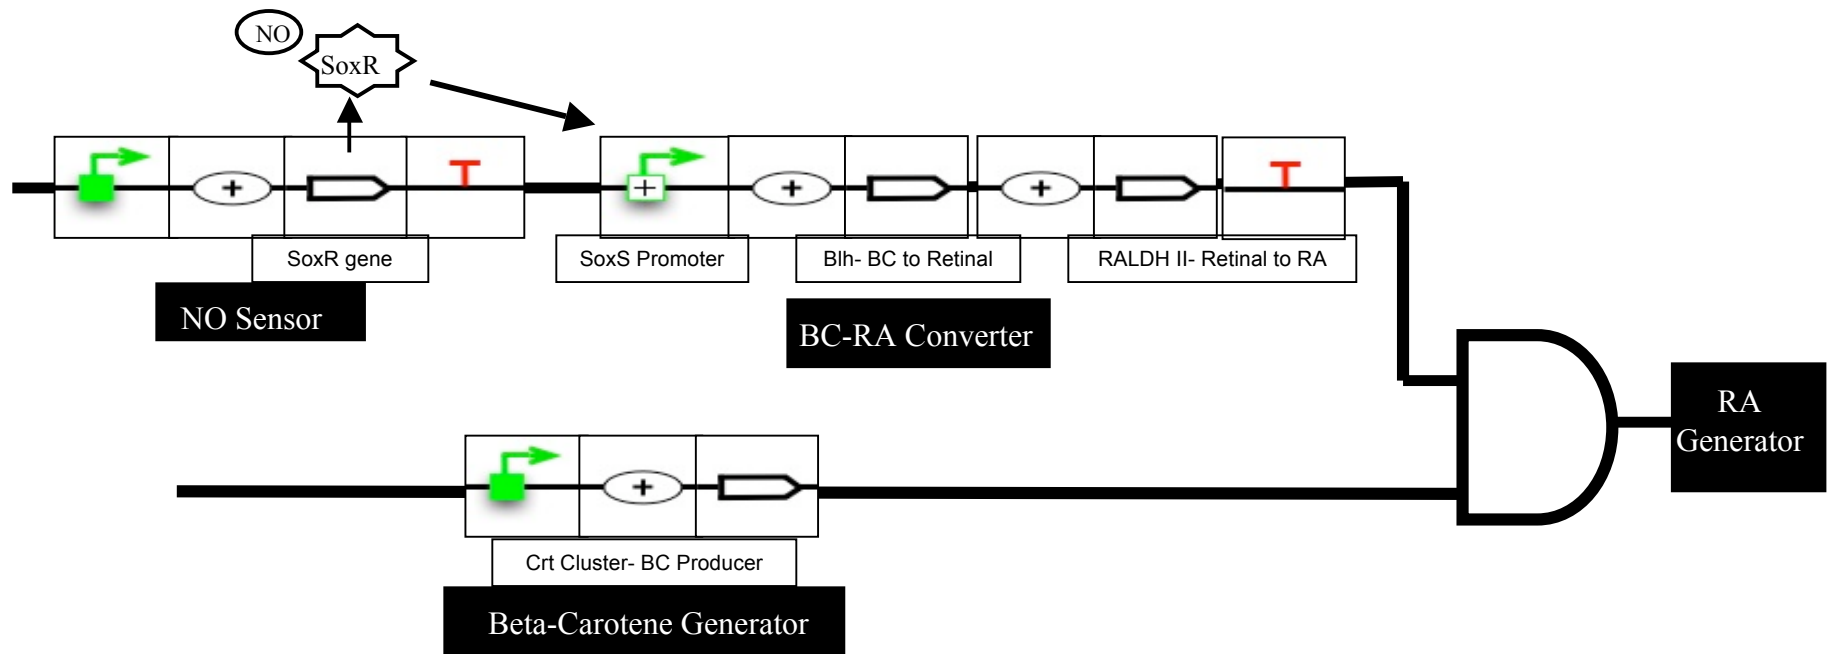 NO
SoxR
SoxR gene
SoxS Promoter
Blh- BC to Retinal
RALDH II- Retinal to RA
NO Sensor
BC-RA Converter
RA
Generator
Crt Cluster- BC Producer
Beta-Carotene Generator